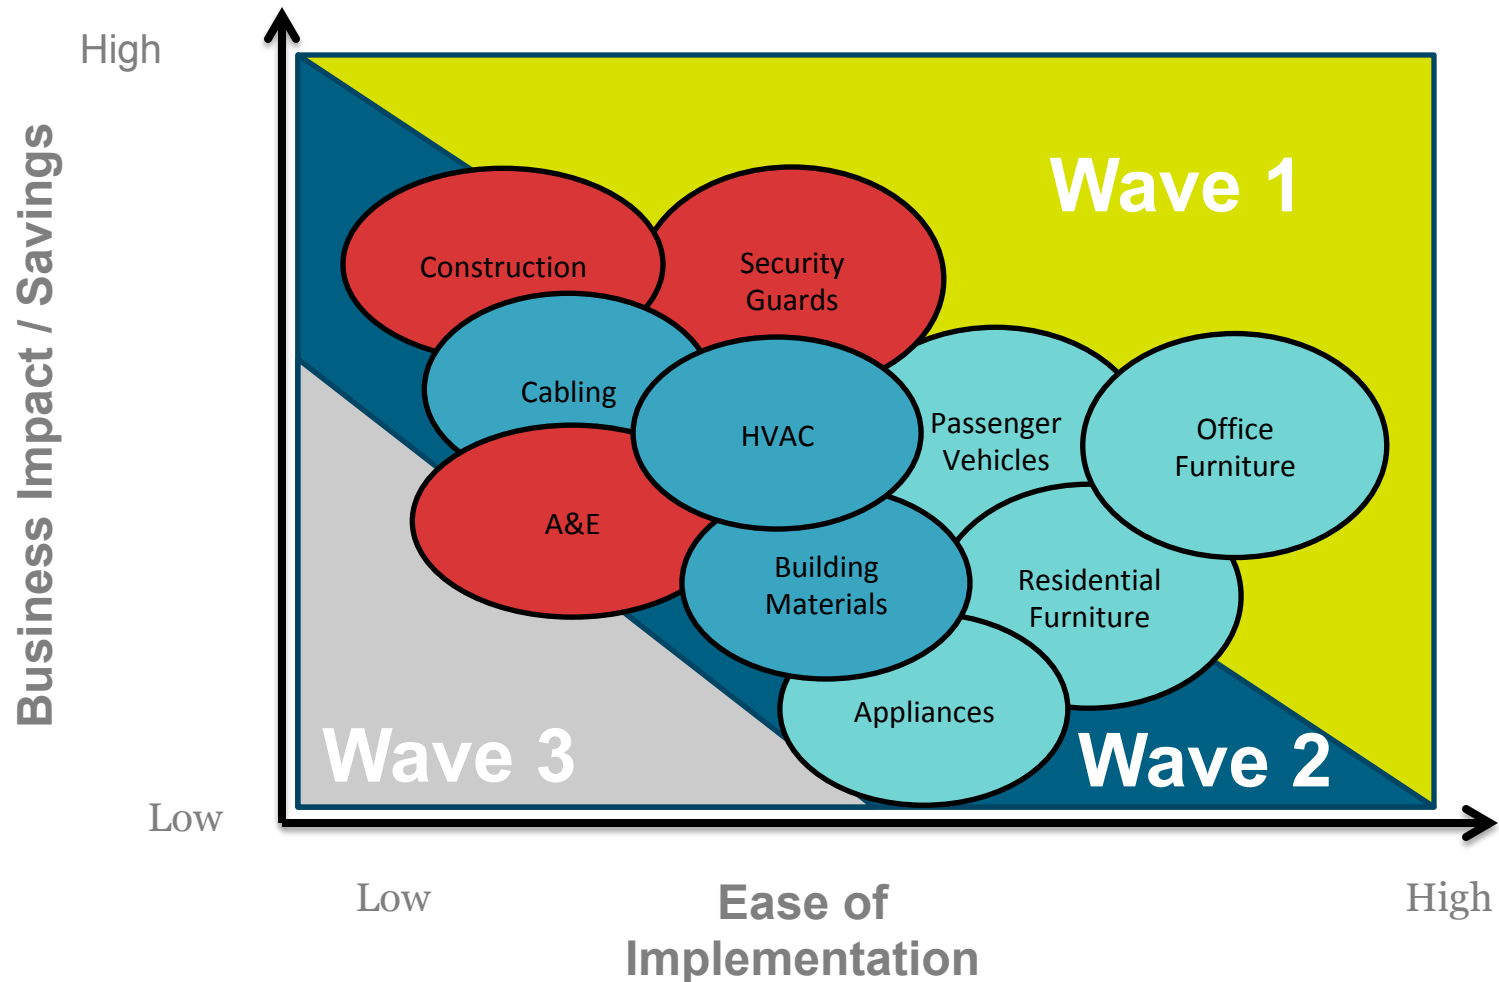 High
Business Impact / Savings
Wave 1
Construction
Security
Guards
Cabling
HVAC
Passenger
Vehicles
Office
Furniture
A&E
Building
Materials
Residential
Furniture
Appliances
Wave 3
Wave 2
Low
Low
Ease of
Implementation
High